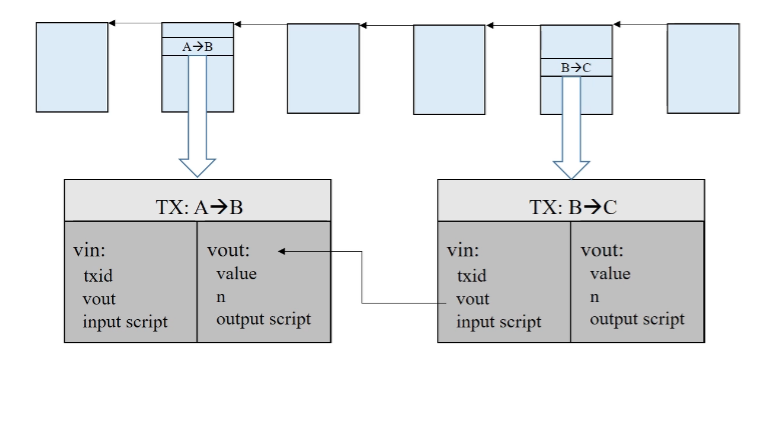 A→B
B→C
TX: A→B
TX: B→C
vin:
txid
vout
input script
vout:
value
n
output script
vin:
txid
vout
input script
vout:
value
n
output script